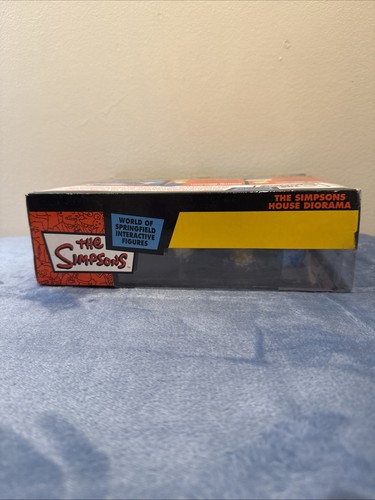 THE SIMPSONS
HOUSE DIORAMA
WORLD OF
SPRINGFIELD
INTERACTIVE
FIGURES
THE
SIMPSONS